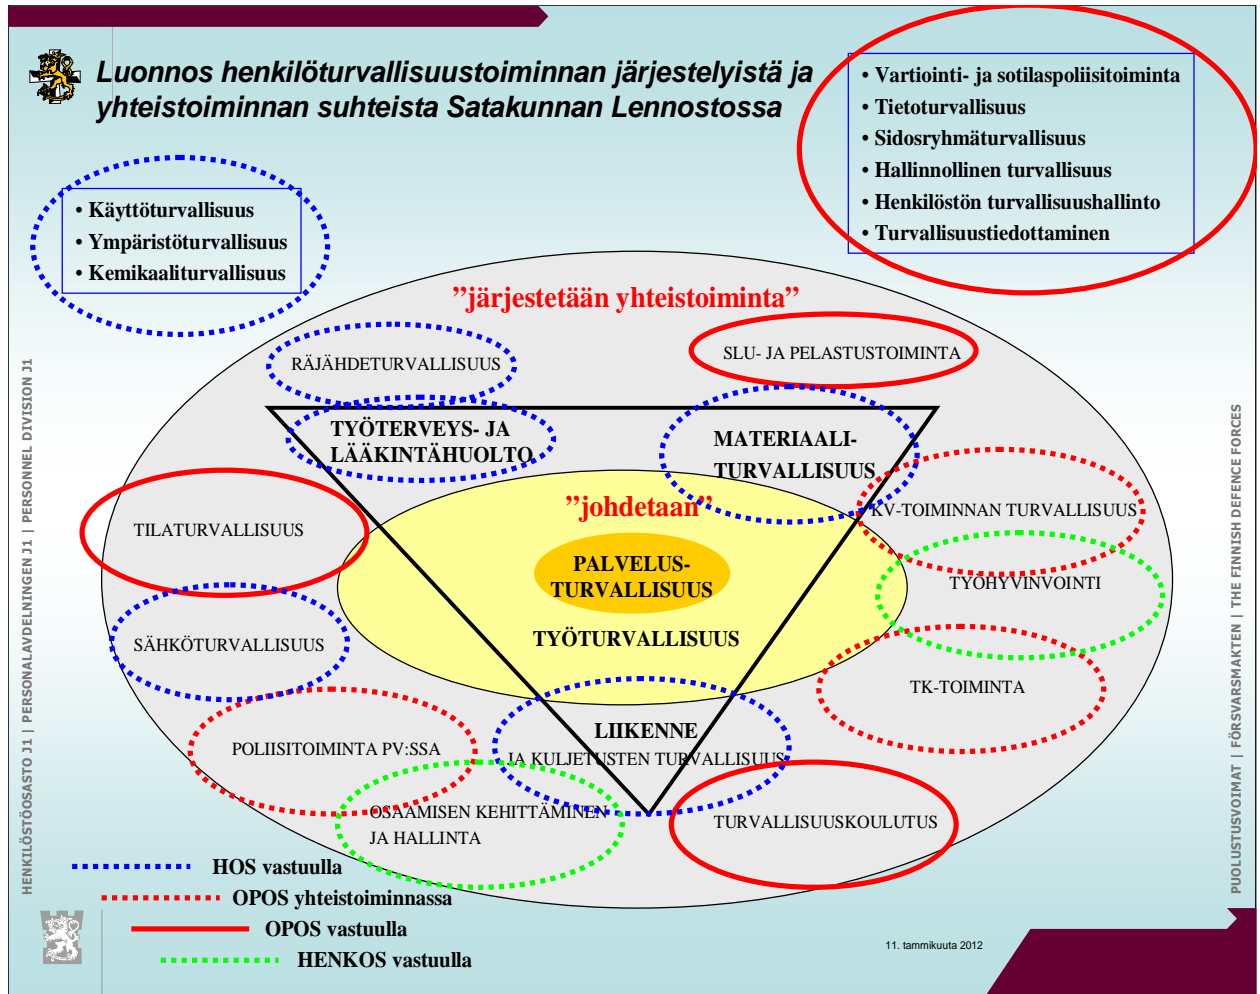 Luonnos henkilöturvallisuustoiminnan järjestelyistä ja
yhteistoiminnan suhteista Satakunnan Lennostossa
• Vartiointi- ja sotilaspoliisitoiminta
• Tietoturvallisuus
• Sidosryhmäturvallisuus
• Hallinnollinen turvallisuus
• Henkilöstön turvallisuushallinto
• Turvallisuustiedottaminen
• Käyttöturvallisuus
• Ympäristöturvallisuus
• Kemikaaliturvallisuus
”järjestetään yhteistoiminta”
RÄJÄHDETURVALLISUUS
SLU- JA PELASTUSTOIMINTA
TYÖTERVEYS- JA
LÄÄKINTÄHUOLTO
MATERIAALI-
TURVALLISUUS
”johdetaan”
KV-TOIMINNAN TURVALLISUUS
TILATURVALLISUUS
PALVELUS-
TURVALLISUUS
TYÖHYVINVOINTI
TYÖTURVALLISUUS
SÄHKÖTURVALLISUUS
TK-TOIMINTA
LIIKENNE
JA KULJETUSTEN TURVALLISUUS
POLIISITOIMINTA PV:SSA
OSAAMISEN KEHITTÄMINEN
JA HALLINTA
TURVALLISUUSKOULUTUS
HOS vastuulla
OPOS yhteistoiminnassa
OPOS vastuulla
HENKOS vastuulla
11. tammikuuta 2012
HENKILÖSTÖOSASTO J1 | PERSONALAVDELNINGEN J1 | PERSONNEL DIVISION J1
PUOLUSTUSVOIMAT | FÖRSVARSMAKTEN | THE FINNISH DEFENCE FORCES